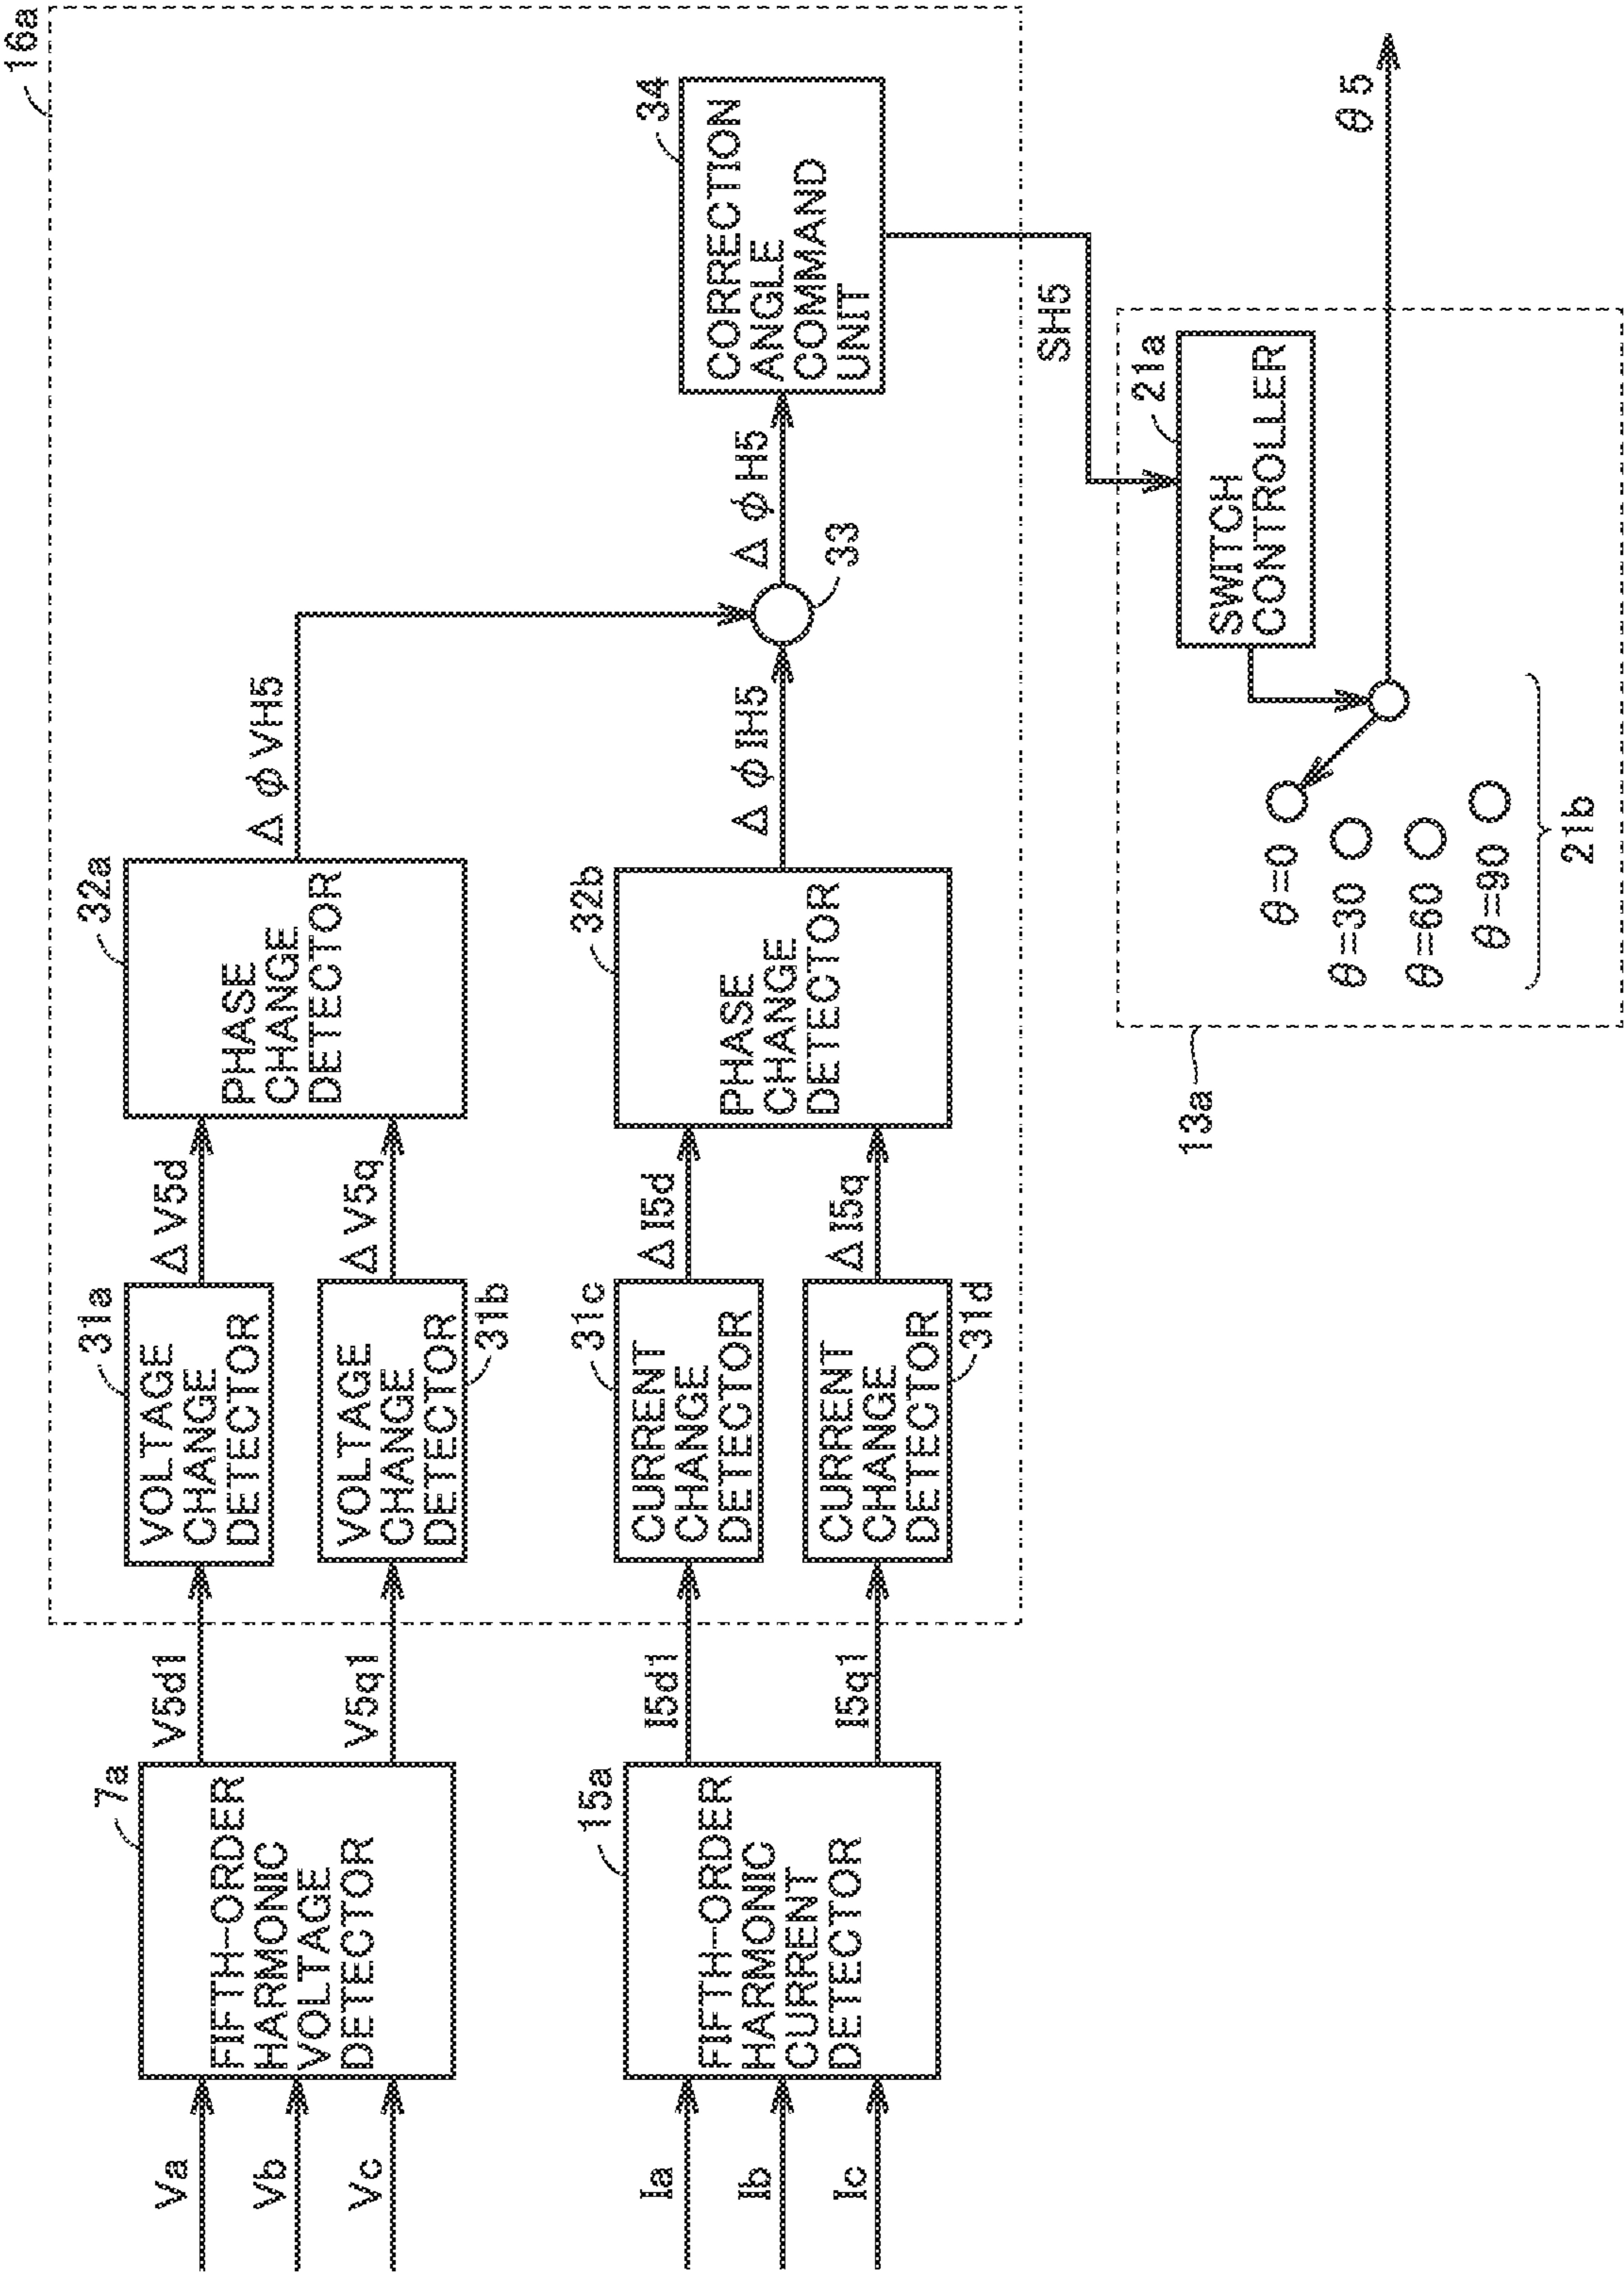 16a
Va
Vb
Vc
7a
FIFTH-ORDER
HARMONIC
VOLTAGE
DETECTOR
V5d1
V5q1
31a
VOLTAGE
CHANGE
DETECTOR
VOLTAGE
CHANGE
DETECTOR
31b
ΔV5d
ΔV5q
32a
PHASE
CHANGE
DETECTOR
ΔϕVH5
Ia
Ib
Ic
15a
FIFTH-ORDER
HARMONIC
CURRENT
DETECTOR
I5d1
I5q1
31c
CURRENT
CHANGE
DETECTOR
CURRENT
CHANGE
DETECTOR
31d
ΔI5d
ΔI5q
32b
PHASE
CHANGE
DETECTOR
ΔϕIH5
33
ΔϕH5
34
CORRECTION
ANGLE
COMMAND
UNIT
SH5
13a
21a
SWITCH
CONTROLLER
θ=0
θ=30
θ=60
θ=90
21b
θ5